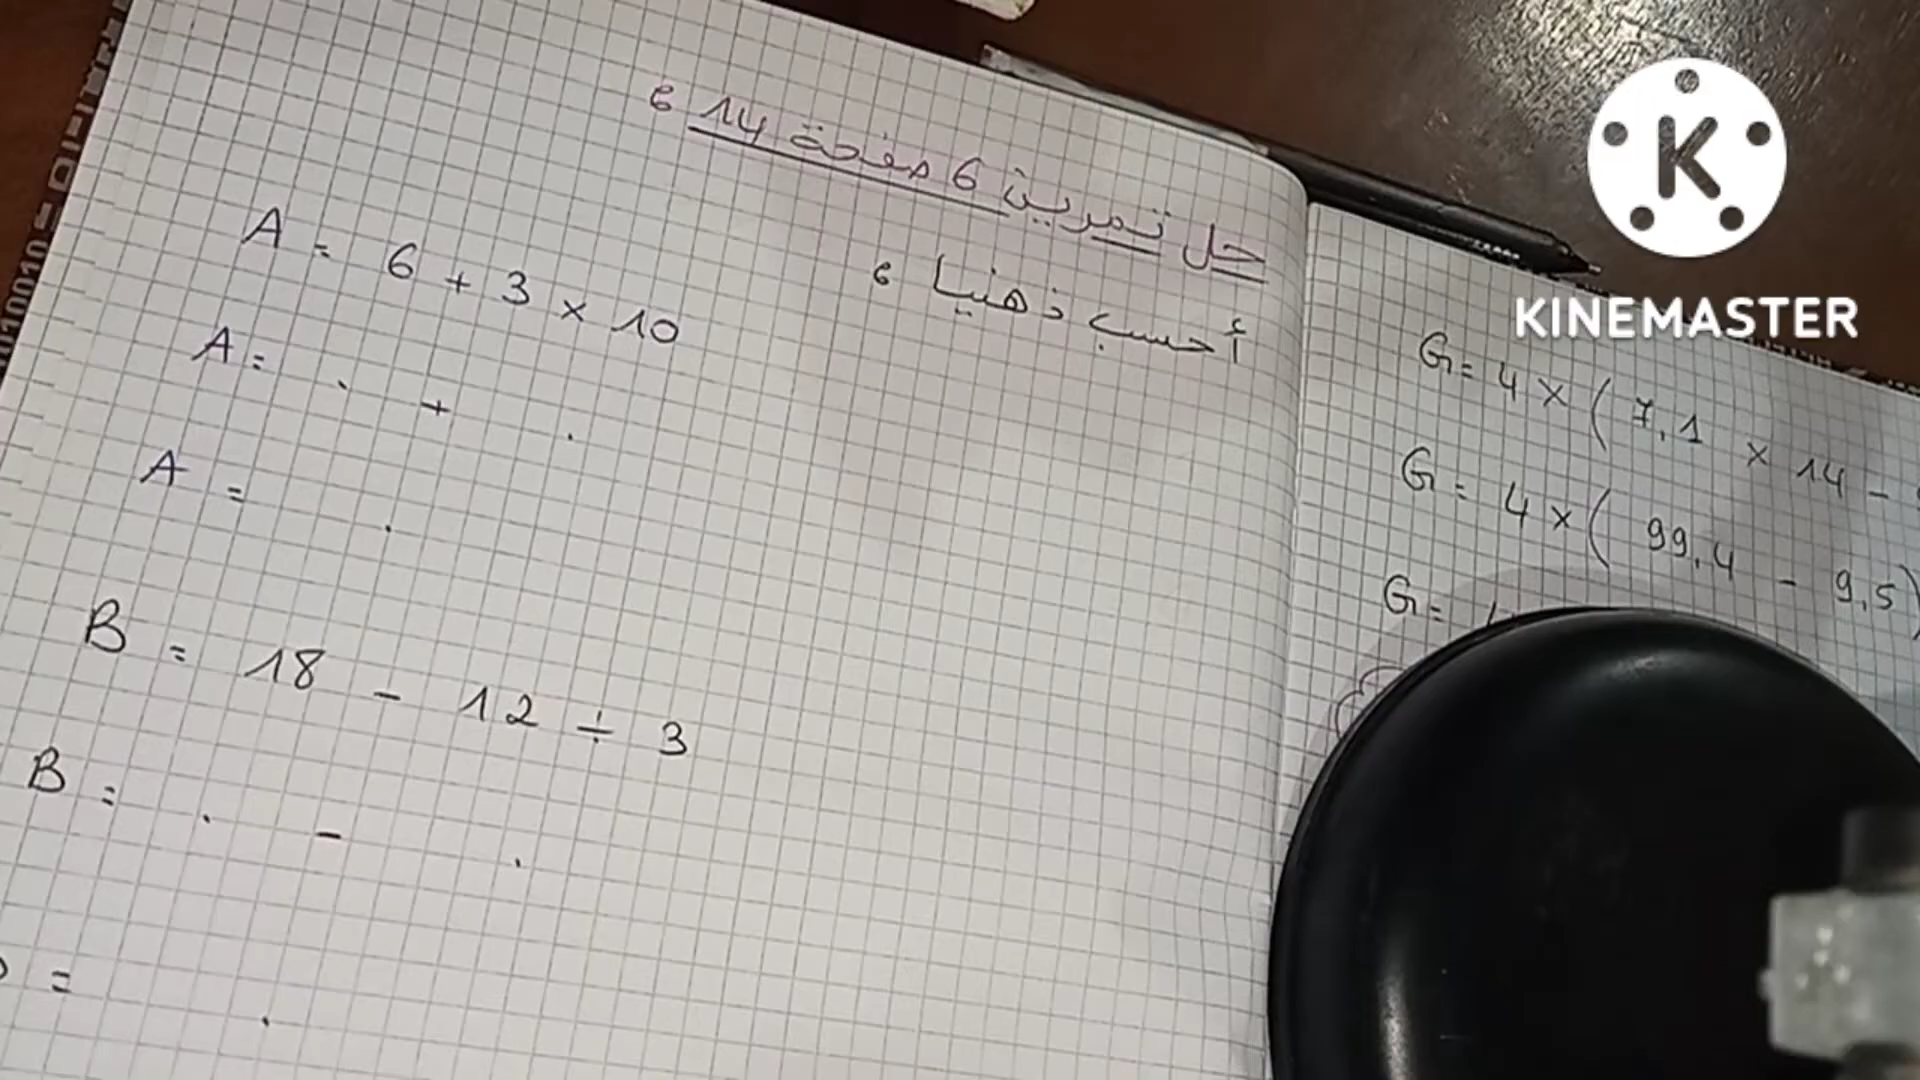 حل تمرين 6 صفحة 14 :
أحسب ذهنيا :
A = 6 + 3 × 10
A = . + .
A = .
B = 18 - 12 ÷ 3
B = . - .
= .
G = 4 × ( 7,1 × 14 -
G = 4 × ( 99,4 - 9,5 )
G =
KINEMASTER